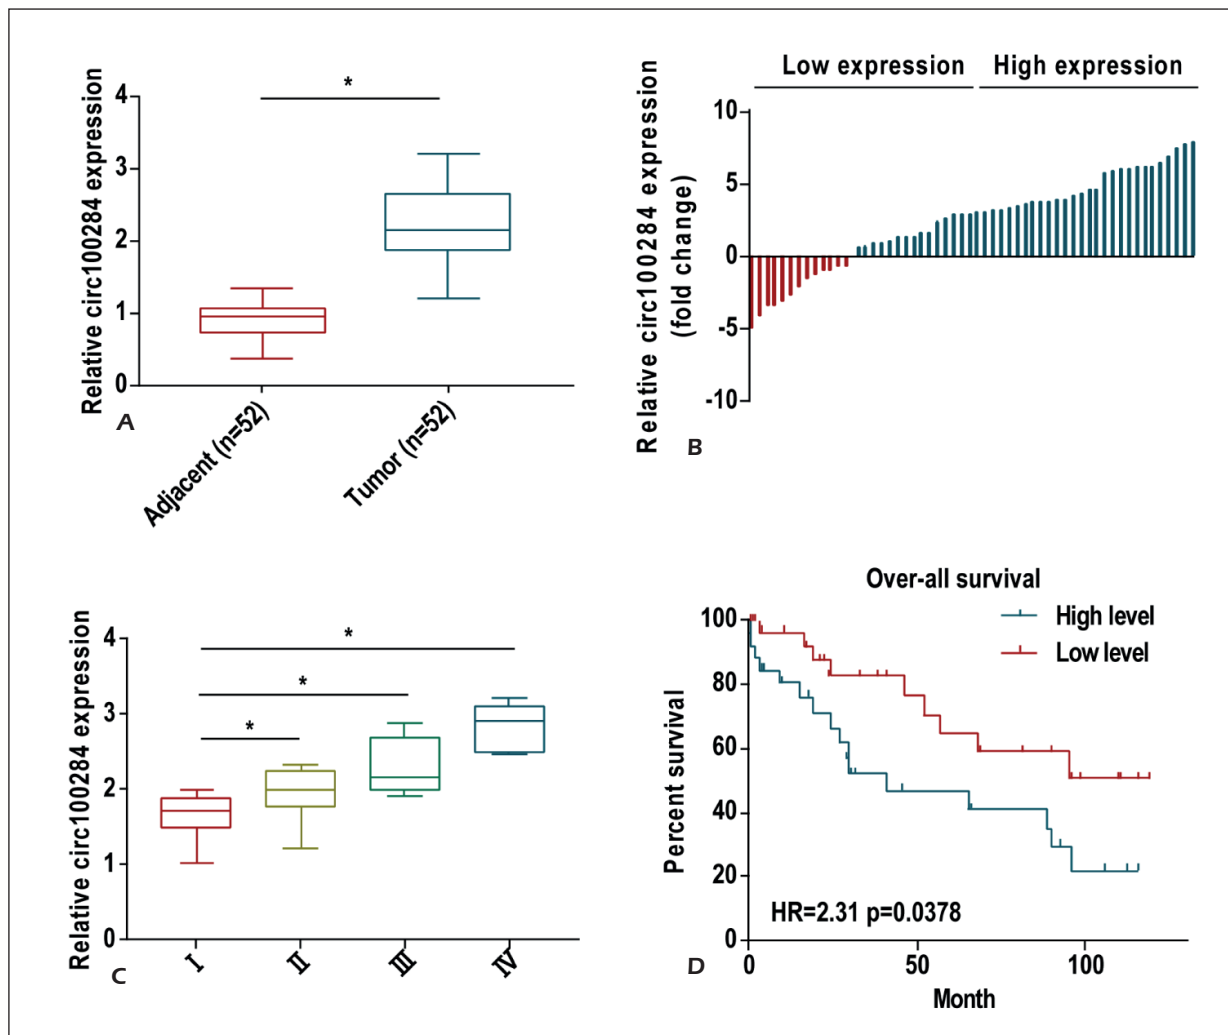 Relative circ100284 expression
4
3
2
1
0
*
Adjacent (n=52)
Tumor (n=52)
A
Low expression
High expression
Relative circ100284 expression
(fold change)
10
5
0
-5
-10
B
Relative circ100284 expression
4
3
2
1
0
*
*
*
I
II
III
IV
C
Over-all survival
High level
Low level
Percent survival
100
80
60
40
20
0
HR=2.31 p=0.0378
0
50
100
Month
D